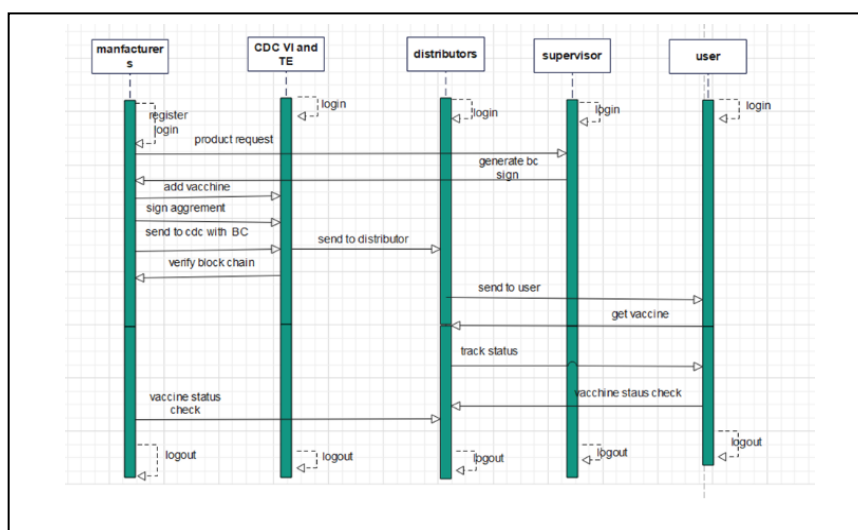 manfacturer
s
CDC VI and
TE
distributors
supervisor
user
login
login
login
login
register
login
product request
generate bc
sign
add vacchine
sign aggrement
send to cdc with BC
send to distributor
verify block chain
send to user
get vaccine
track status
vaccine status
check
vacchine staus check
logout
logout
logout
logout
logout